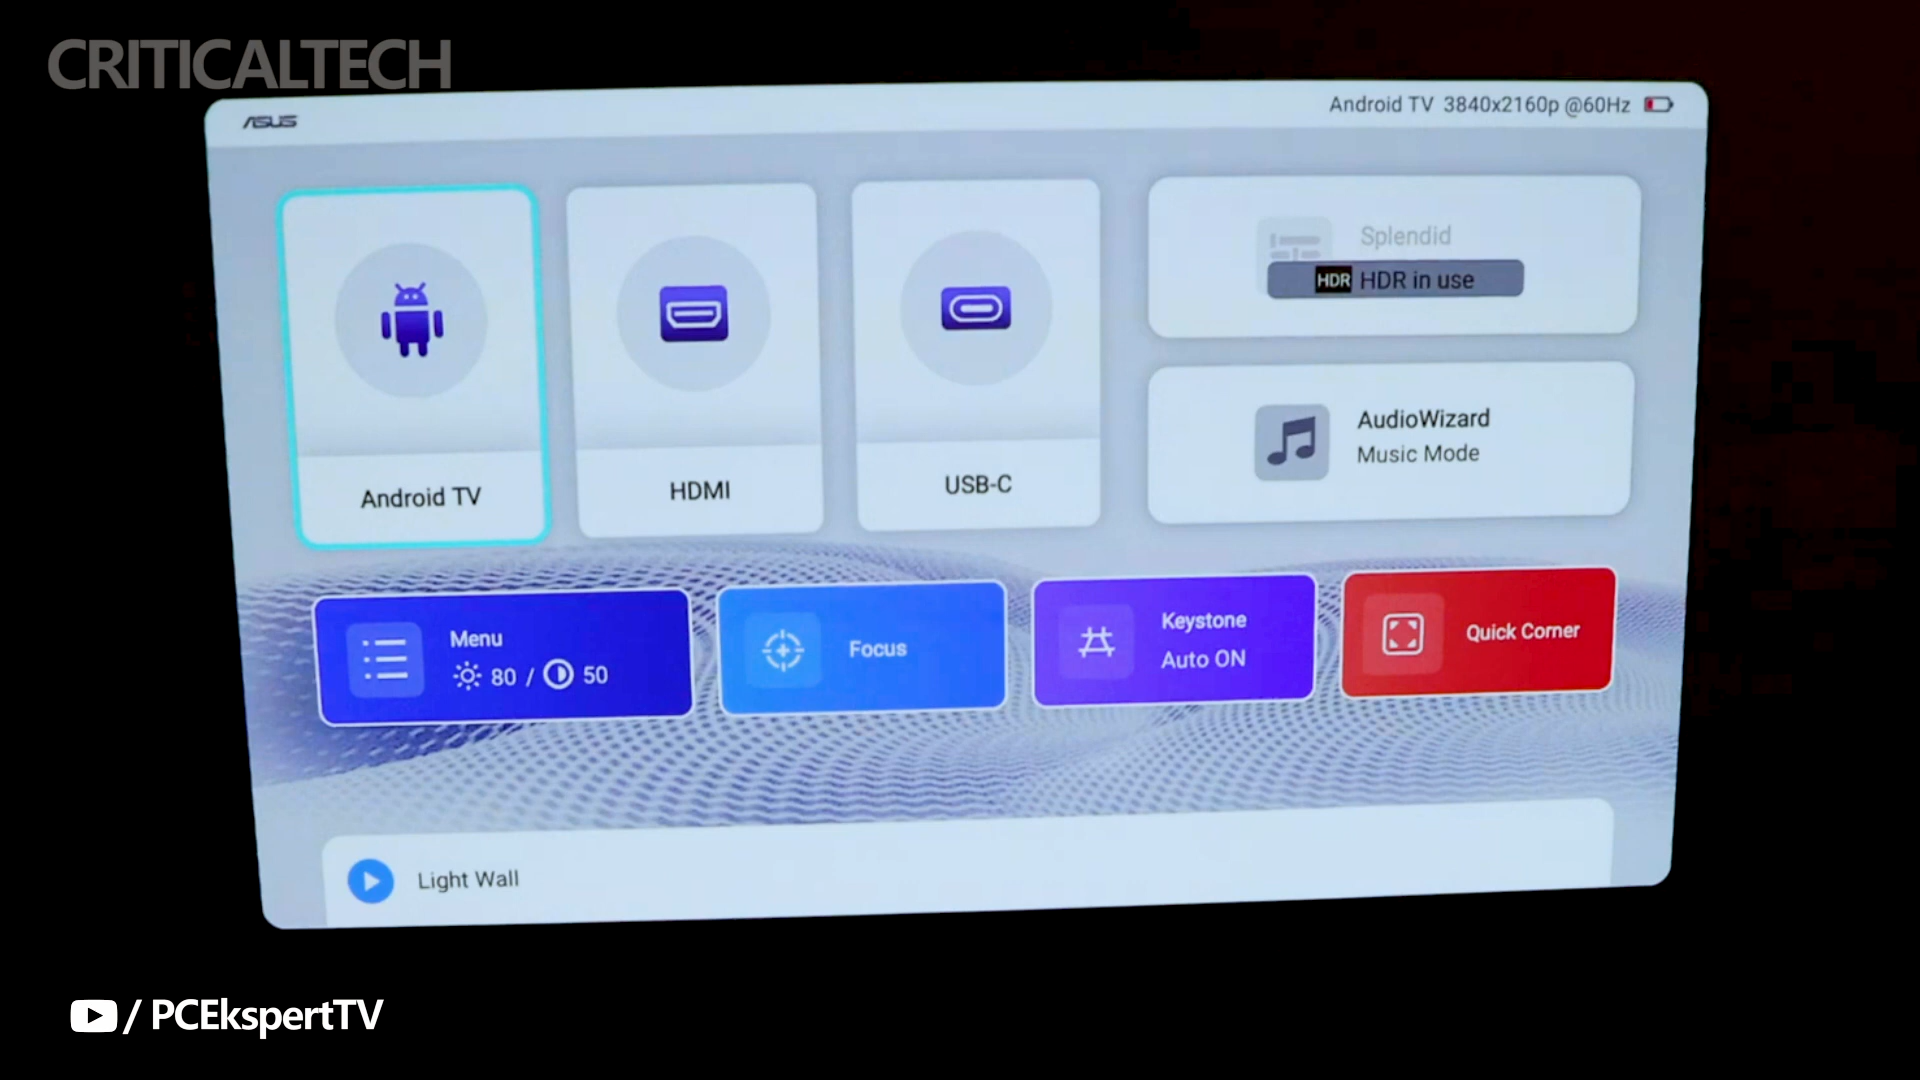 CRITICALTECH
ASUS
Android TV 3840x2160p @60Hz
Android TV
HDMI
USB-C
Splendid
HDR HDR in use
AudioWizard
Music Mode
Menu
80 / 50
Focus
Keystone
Auto ON
Quick Corner
Light Wall
/ PCEkspertTV